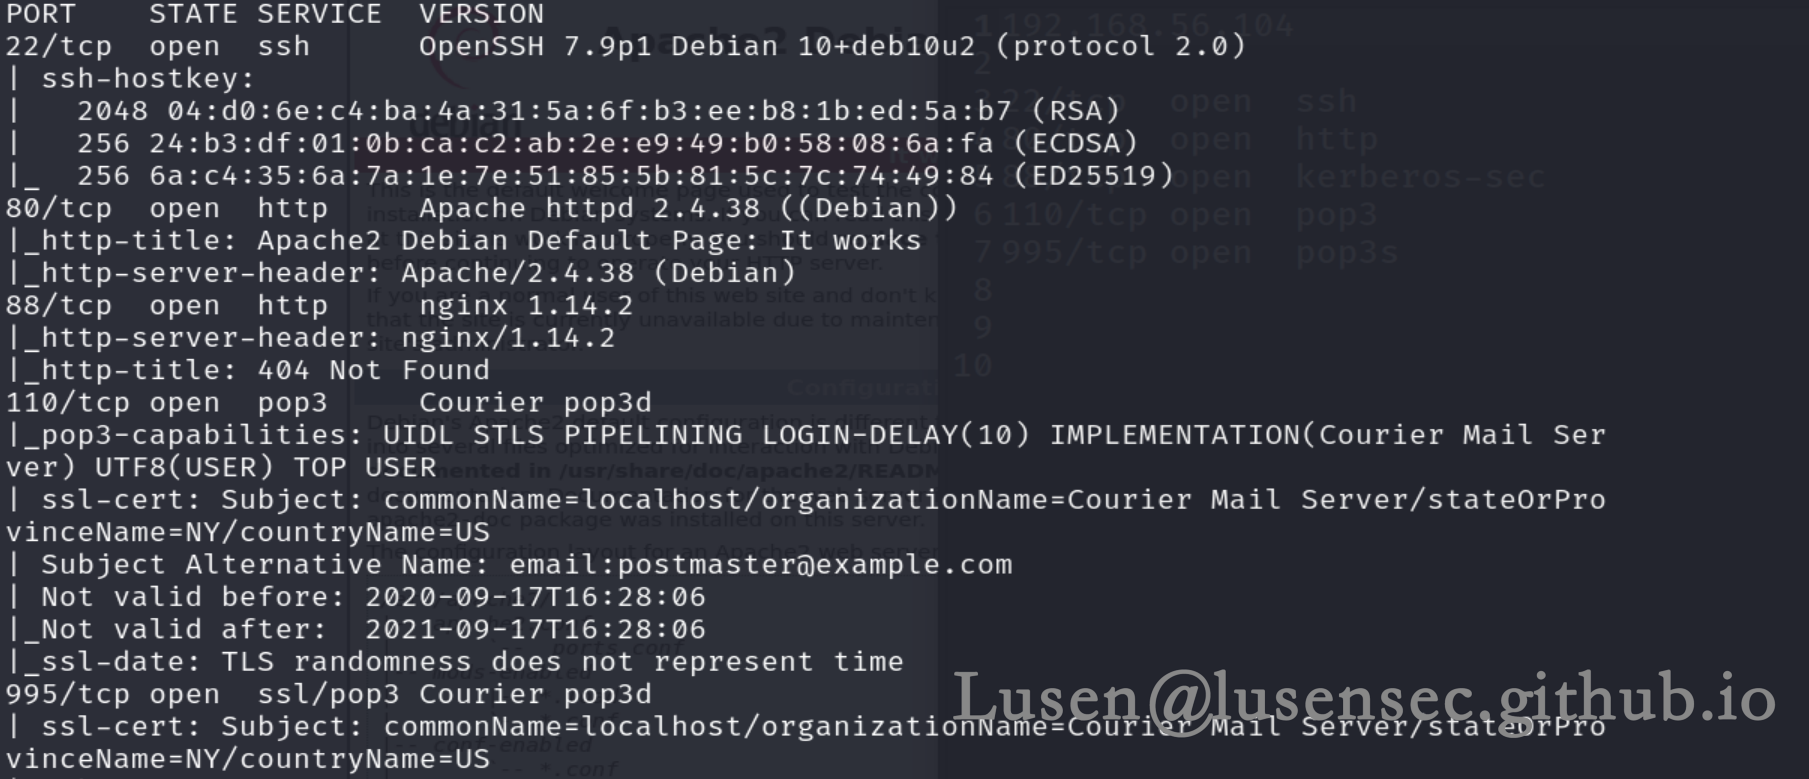 PORT    STATE SERVICE  VERSION
22/tcp  open  ssh      OpenSSH 7.9p1 Debian 10+deb10u2 (protocol 2.0)
| ssh-hostkey:
|   2048 04:d0:6e:c4:ba:4a:31:5a:6f:b3:ee:b8:1b:ed:5a:b7 (RSA)
|   256 24:b3:df:01:0b:ca:c2:ab:2e:e9:49:b0:58:08:6a:fa (ECDSA)
|_  256 6a:c4:35:6a:7a:1e:7e:51:85:5b:81:5c:7c:74:49:84 (ED25519)
80/tcp  open  http     Apache httpd 2.4.38 ((Debian))
|_http-title: Apache2 Debian Default Page: It works
|_http-server-header: Apache/2.4.38 (Debian)
88/tcp  open  http     nginx 1.14.2
|_http-server-header: nginx/1.14.2
|_http-title: 404 Not Found
110/tcp open  pop3     Courier pop3d
|_pop3-capabilities: UIDL STLS PIPELINING LOGIN-DELAY(10) IMPLEMENTATION(Courier Mail Ser
ver) UTF8(USER) TOP USER
| ssl-cert: Subject: commonName=localhost/organizationName=Courier Mail Server/stateOrPro
vinceName=NY/countryName=US
| Subject Alternative Name: email:postmaster@example.com
| Not valid before: 2020-09-17T16:28:06
|_Not valid after:  2021-09-17T16:28:06
|_ssl-date: TLS randomness does not represent time
995/tcp open  ssl/pop3 Courier pop3d
| ssl-cert: Subject: commonName=localhost/organizationName=Courier Mail Server/stateOrPro
vinceName=NY/countryName=US
1 192.168.56.104
2
22/tcp open ssh
open http
open kerberos-sec
6 110/tcp open pop3
7 995/tcp open pop3s
8
9
10
Lusen@lusensec.github.io